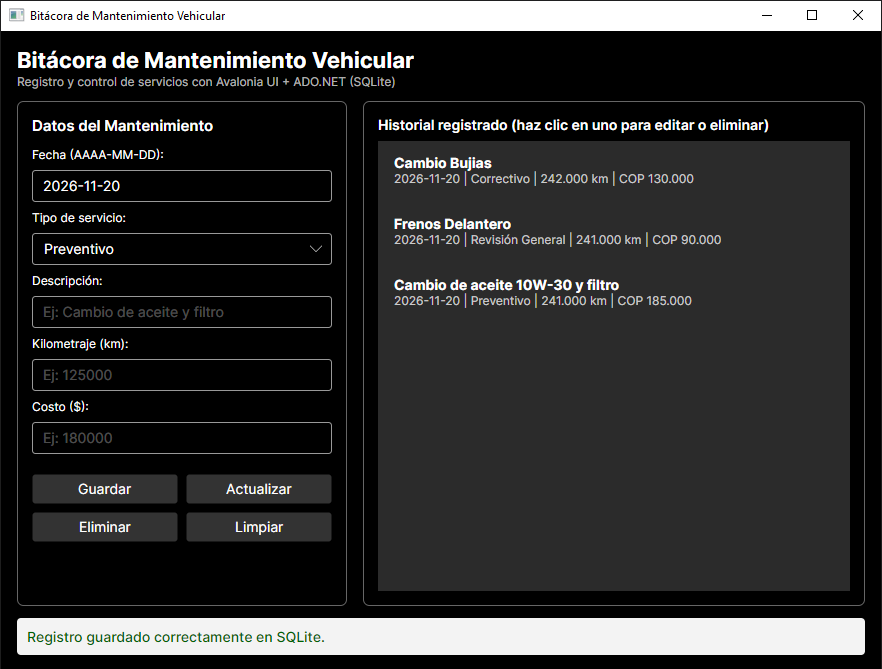 Bitácora de Mantenimiento Vehicular
Bitácora de Mantenimiento Vehicular
Registro y control de servicios con Avalonia UI + ADO.NET (SQLite)
Datos del Mantenimiento
Fecha (AAAA-MM-DD):
2026-11-20
Tipo de servicio:
Preventivo
Descripción:
Ej: Cambio de aceite y filtro
Kilometraje (km):
Ej: 125000
Costo ($):
Ej: 180000
Guardar
Actualizar
Eliminar
Limpiar
Historial registrado (haz clic en uno para editar o eliminar)
Cambio Bujias
2026-11-20 | Correctivo | 242.000 km | COP 130.000
Frenos Delantero
2026-11-20 | Revisión General | 241.000 km | COP 90.000
Cambio de aceite 10W-30 y filtro
2026-11-20 | Preventivo | 241.000 km | COP 185.000
Registro guardado correctamente en SQLite.